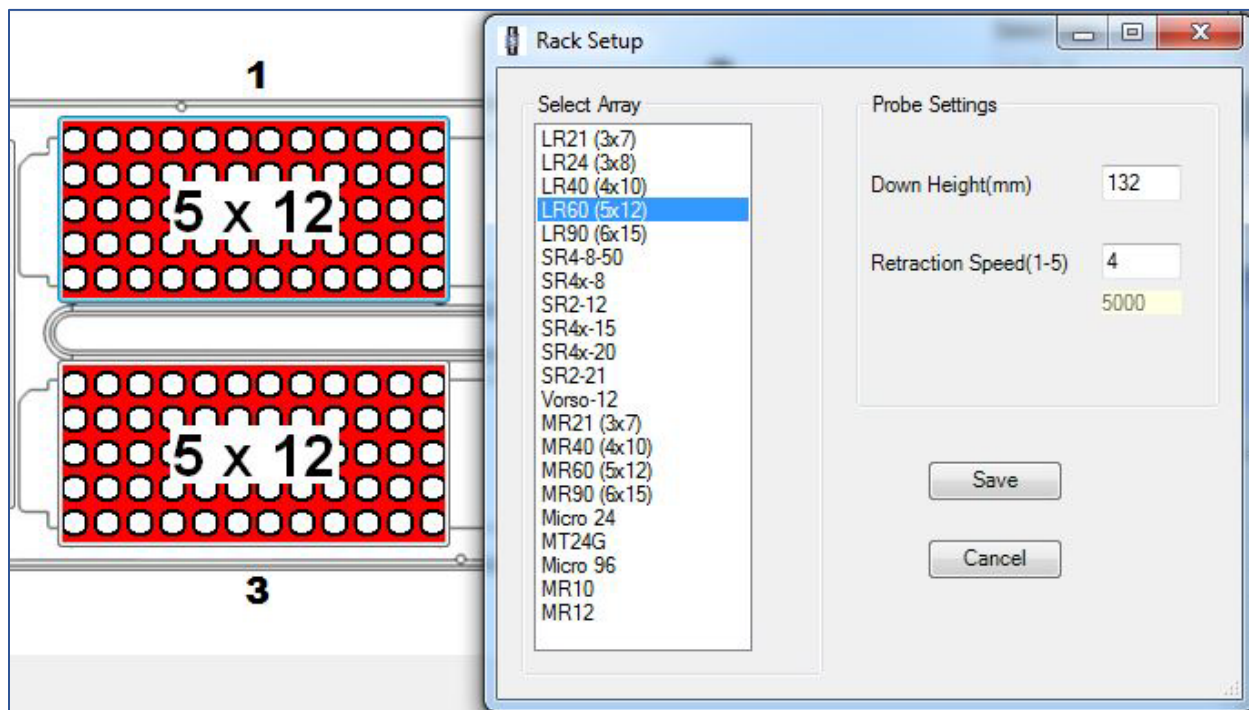 1
5 x 12
5 x 12
3
Rack Setup
Select Array
LR21 (3x7)
LR24 (3x8)
LR40 (4x10)
LR60 (5x12)
LR90 (6x15)
SR4-8-50
SR4x-8
SR2-12
SR4x-15
SR4x-20
SR2-21
Vorso-12
MR21 (3x7)
MR40 (4x10)
MR60 (5x12)
MR90 (6x15)
Micro 24
MT24G
Micro 96
MR10
MR12
Probe Settings
Down Height(mm) 132
Retraction Speed(1-5) 4
5000
Save
Cancel